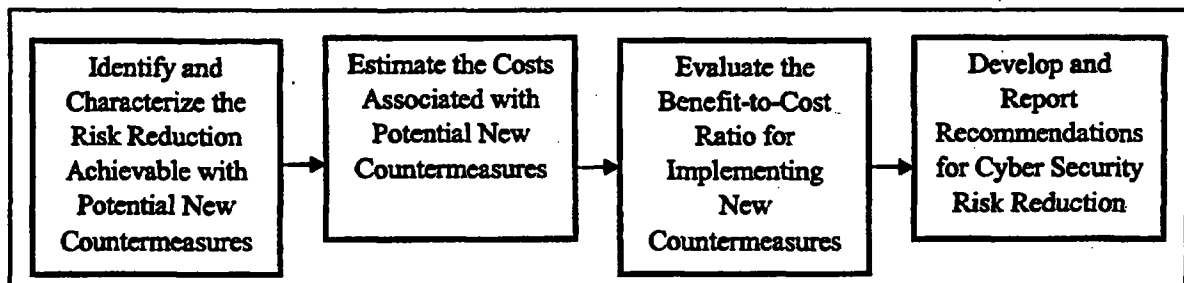 Identify and
Characterize the
Risk Reduction
Achievable with
Potential New
Countermeasures
Estimate the Costs
Associated with
Potential New
Countermeasures
Evaluate the
Benefit-to-Cost
Ratio for
Implementing
New
Countermeasures
Develop and
Report
Recommendations
for Cyber Security
Risk Reduction